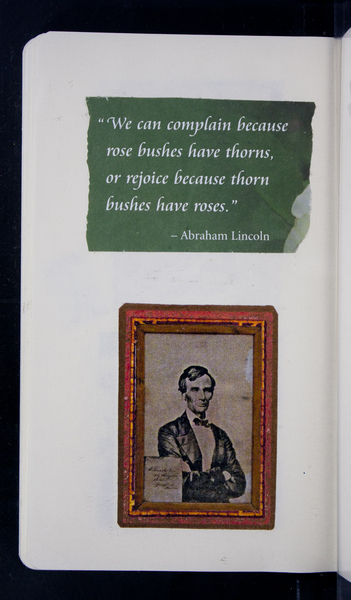 “We can complain because
rose bushes have thorns,
or rejoice because thorn
bushes have roses.”
– Abraham Lincoln